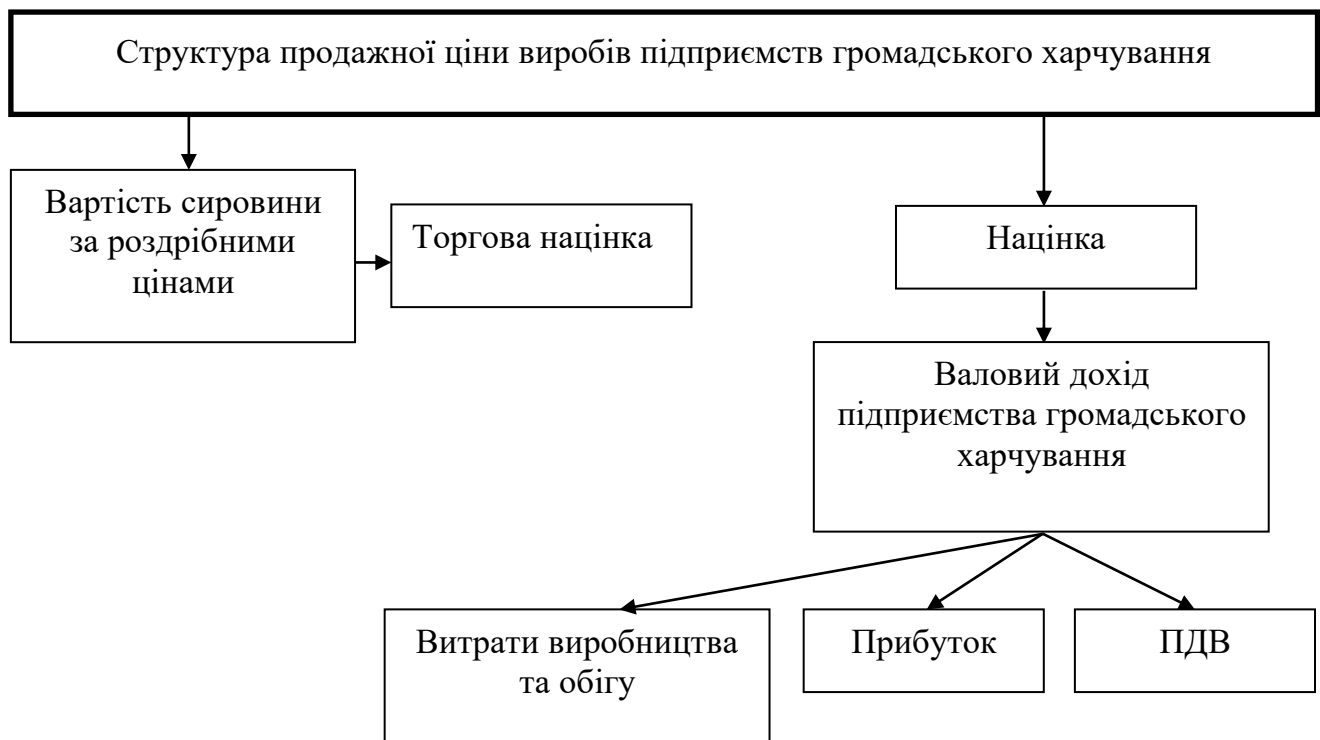 Структура продажної ціни виробів підприємств громадського харчування
Вартість сировини
за роздрібними
цінами
Торгова націнка
Націнка
Валовий дохід
підприємства громадського
харчування
Витрати виробництва
та обігу
Прибуток
ПДВ